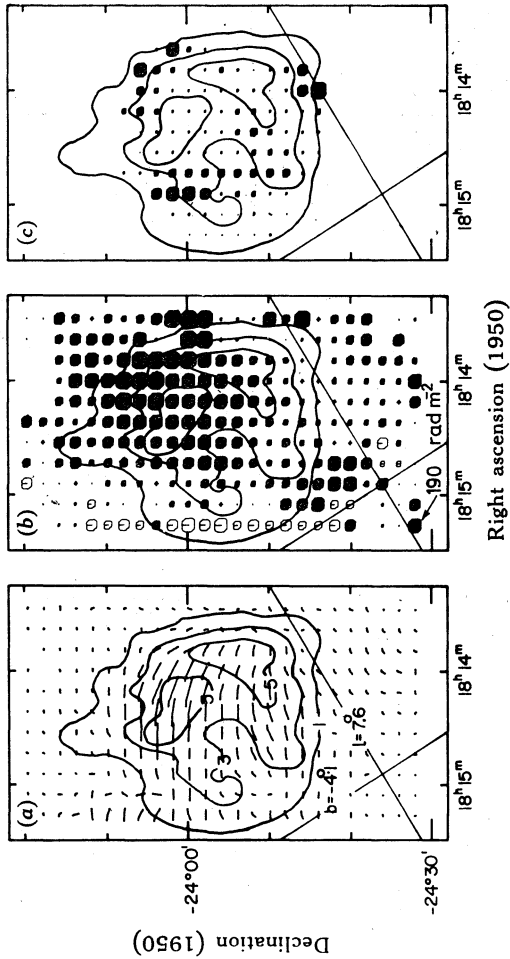 (a)
(b)
(c)
Declination (1950)
-24°00'
-24°30'
5
3
5
b=-4°.1
l=7°.6
190 rad m⁻²
18ʰ15ᵐ
18ʰ14ᵐ
18ʰ15ᵐ
18ʰ14ᵐ
18ʰ15ᵐ
18ʰ14ᵐ
Right ascension (1950)